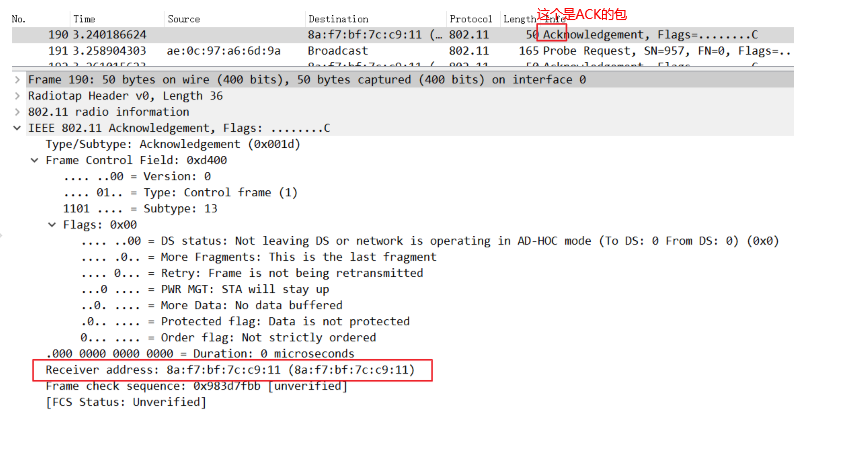 这个是ACK的包
No. Time Source Destination Protocol Length Info
190 3.240186624 8a:f7:bf:7c:c9:11 (… 802.11 50 Acknowledgement, Flags=........C
191 3.258904303 ae:0c:97:a6:6d:9a Broadcast 802.11 165 Probe Request, SN=957, FN=0, Flags=..
Frame 190: 50 bytes on wire (400 bits), 50 bytes captured (400 bits) on interface 0
Radiotap Header v0, Length 36
802.11 radio information
IEEE 802.11 Acknowledgement, Flags: ........C
Type/Subtype: Acknowledgement (0x001d)
Frame Control Field: 0xd400
.... ..00 = Version: 0
.... 01.. = Type: Control frame (1)
1101 .... = Subtype: 13
Flags: 0x00
.... ..00 = DS status: Not leaving DS or network is operating in AD-HOC mode (To DS: 0 From DS: 0) (0x0)
.... .0.. = More Fragments: This is the last fragment
.... 0... = Retry: Frame is not being retransmitted
...0 .... = PWR MGT: STA will stay up
..0. .... = More Data: No data buffered
.0.. .... = Protected flag: Data is not protected
0... .... = Order flag: Not strictly ordered
.000 0000 0000 0000 = Duration: 0 microseconds
Receiver address: 8a:f7:bf:7c:c9:11 (8a:f7:bf:7c:c9:11)
Frame check sequence: 0x983d7fbb [unverified]
[FCS Status: Unverified]